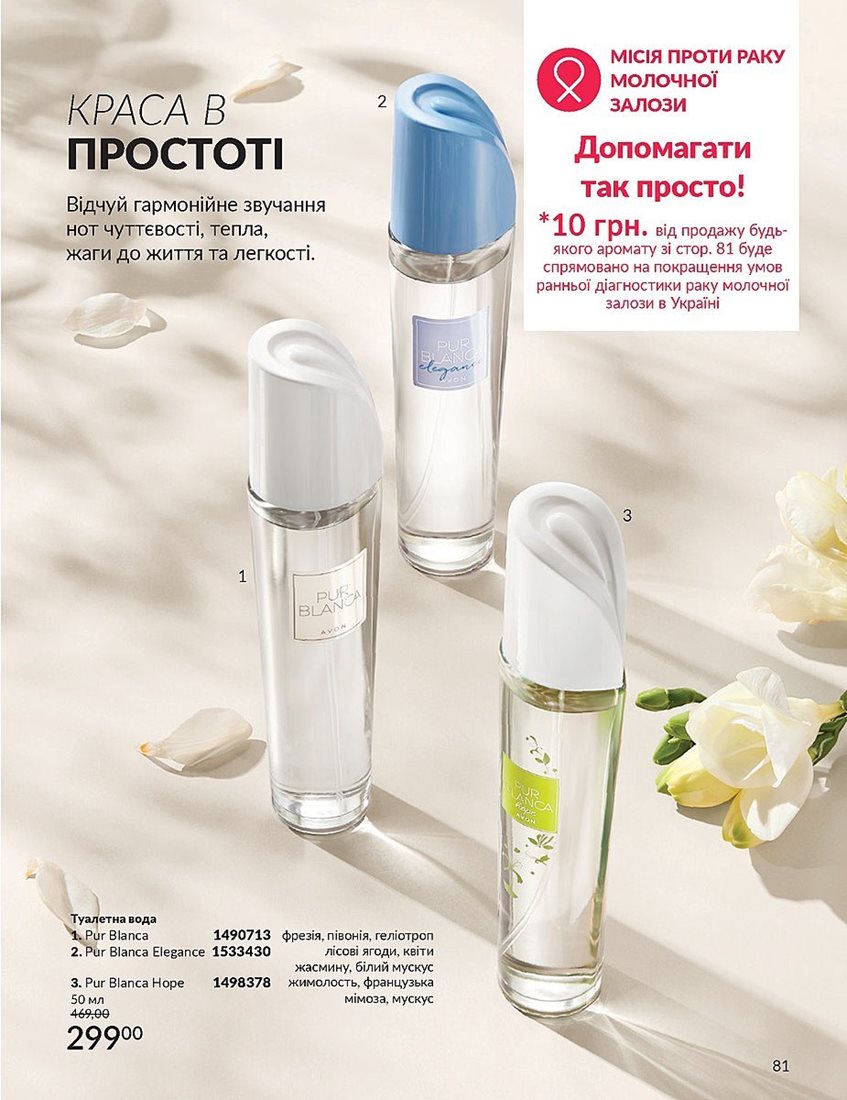 КРАСА В
ПРОСТОТІ
Відчуй гармонійне звучання
нот чуттєвості, тепла,
жаги до життя та легкості.
МІСІЯ ПРОТИ РАКУ
МОЛОЧНОЇ
ЗАЛОЗИ
Допомагати
так просто!
*10 грн. від продажу будь-
якого аромату зі стор. 81 буде
спрямовано на покращення умов
ранньої діагностики раку молочної
залози в Україні
2
PUR
BLANCA
elegance
AVON
1
PUR
BLANCA
AVON
3
PUR
BLANCA
hope
AVON
Туалетна вода
1. Pur Blanca 1490713 фрезія, півонія, геліотроп
2. Pur Blanca Elegance 1533430 лісові ягоди, квіти
жасмину, білий мускус
3. Pur Blanca Hope 1498378 жимолость, французька
мімоза, мускус
50 мл
469,00
29900
81